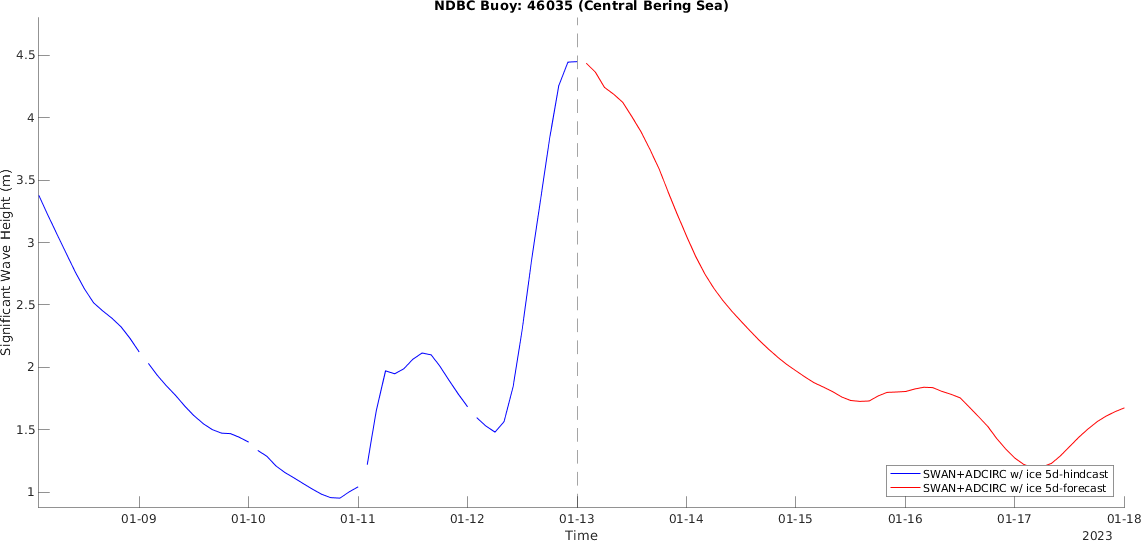 NDBC Buoy: 46035 (Central Bering Sea)
Significant Wave Height (m)
4.5
4
3.5
3
2.5
2
1.5
1
SWAN+ADCIRC w/ ice 5d-hindcast
SWAN+ADCIRC w/ ice 5d-forecast
01-09 01-10 01-11 01-12 01-13 01-14 01-15 01-16 01-17 01-18
Time
2023